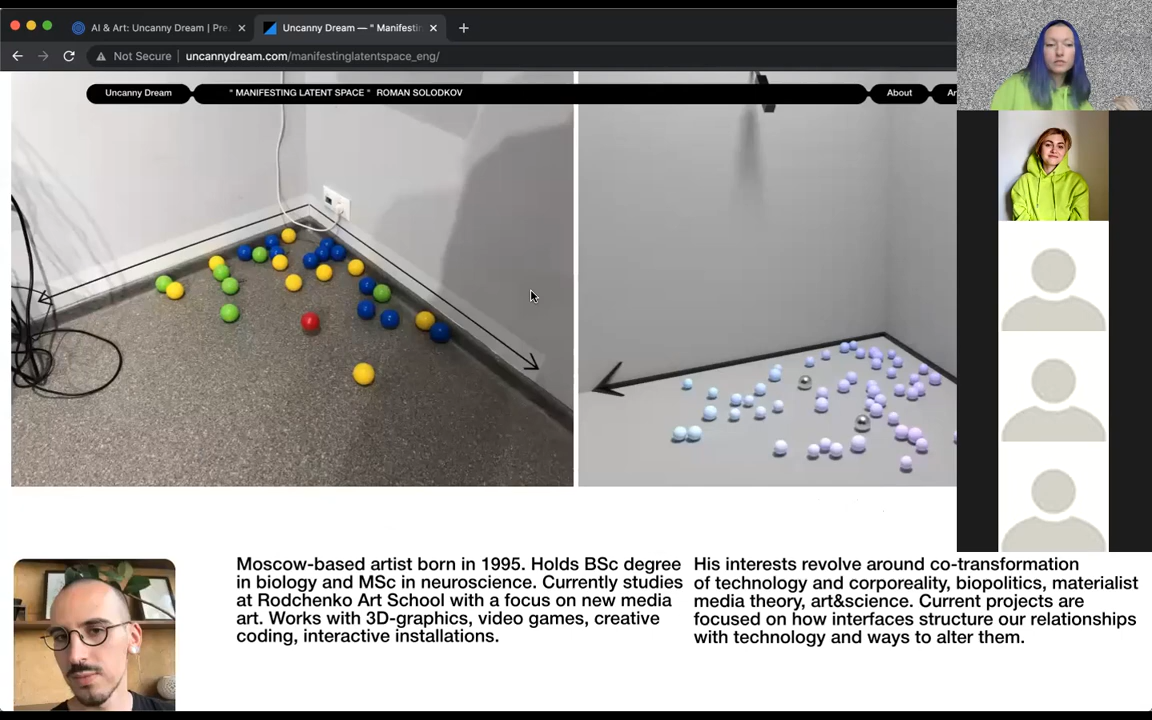 AI & Art: Uncanny Dream | Pre
Uncanny Dream — " Manifestin
Not Secure | uncannydream.com/manifestinglatentspace_eng/
Uncanny Dream
" MANIFESTING LATENT SPACE " ROMAN SOLODKOV
About
Moscow-based artist born in 1995. Holds BSc degree
in biology and MSc in neuroscience. Currently studies
at Rodchenko Art School with a focus on new media
art. Works with 3D-graphics, video games, creative
coding, interactive installations.
His interests revolve around co-transformation
of technology and corporeality, biopolitics, materialist
media theory, art&science. Current projects are
focused on how interfaces structure our relationships
with technology and ways to alter them.